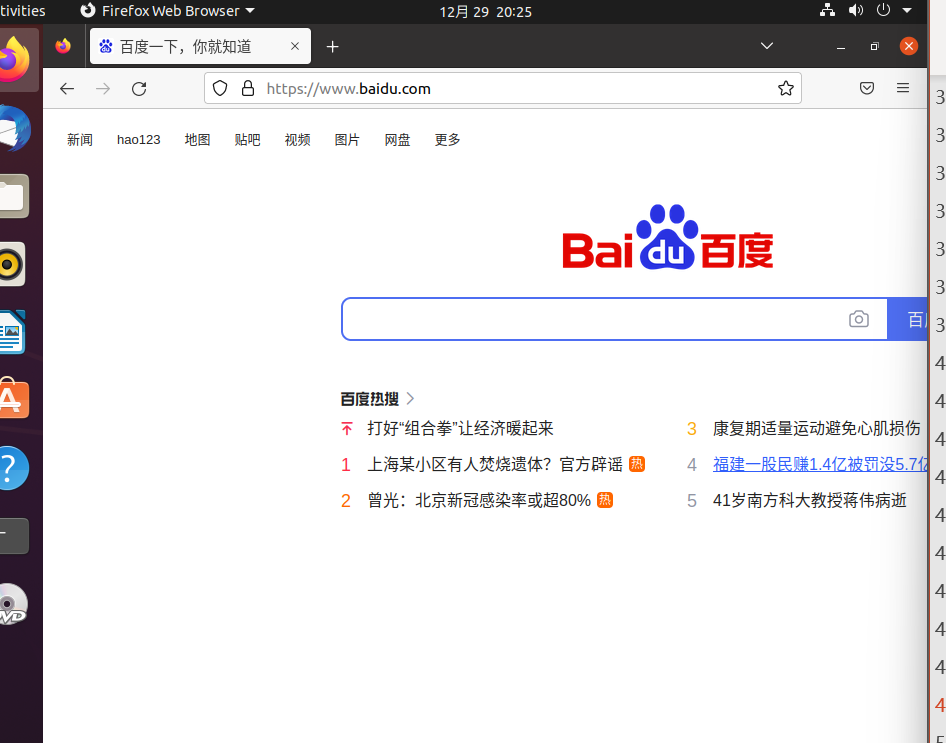 tivities Firefox Web Browser 12月 29 20:25
百度一下，你就知道
https://www.baidu.com
新闻 hao123 地图 贴吧 视频 图片 网盘 更多
Bai du 百度
百度热搜
打好“组合拳”让经济暖起来
1 上海某小区有人焚烧遗体？官方辟谣 热
2 曾光：北京新冠感染率或超80% 热
3 康复期适量运动避免心肌损伤
4 福建一股民赚1.4亿被罚没5.7亿
5 41岁南方科大教授蒋伟病逝